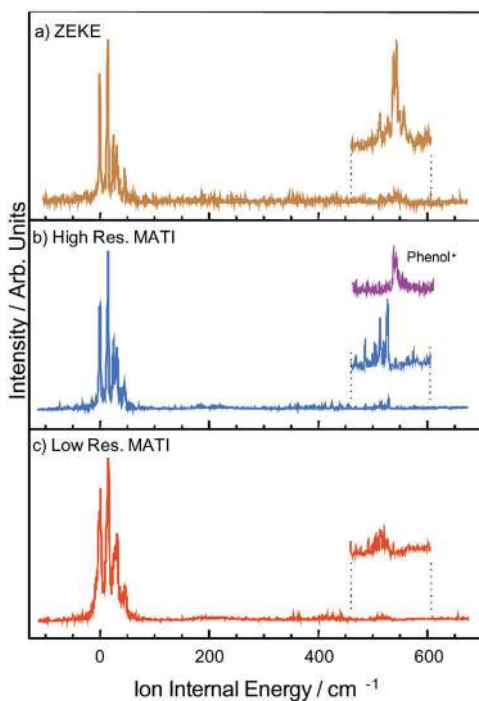 a) ZEKE
b) High Res. MATI
Phenol⁺
c) Low Res. MATI
Intensity / Arb. Units
0 200 400 600
Ion Internal Energy / cm ⁻¹